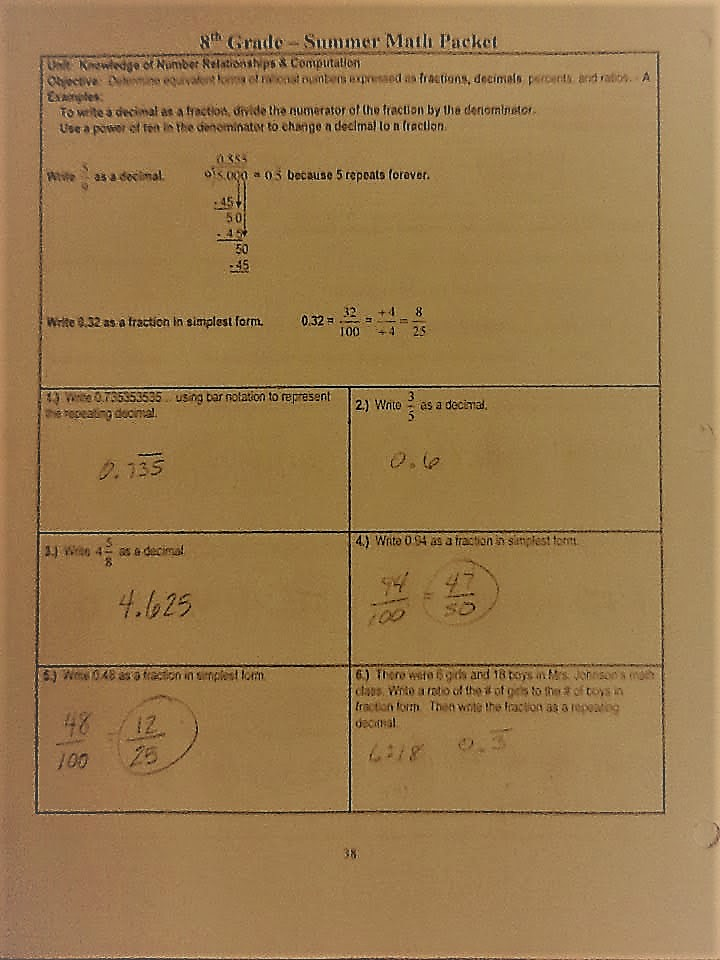 8th Grade – Summer Math Packet
Unit: Knowledge of Number Relationships & Computation
Objective: Determine equivalent forms of rational numbers expressed as fractions, decimals, percents, and ratios. - A
Examples:
To write a decimal as a fraction, divide the numerator of the fraction by the denominator.
Use a power of ten in the denominator to change a decimal to a fraction.
0.555
Write 5/9 as a decimal. 9)5.000 = 0.5̅ because 5 repeats forever.
-45
50
-45
50
-45
Write 0.32 as a fraction in simplest form. 0.32 = 32/100 = ÷4/÷4 = 8/25
1.) Write 0.735353535... using bar notation to represent
the repeating decimal.
0.73̅5̅
2.) Write 3/5 as a decimal.
0.6
3.) Write 4 5/8 as a decimal.
4.625
4.) Write 0.94 as a fraction in simplest form.
94/100 = 47/50
5.) Write 0.48 as a fraction in simplest form.
48/100 = 12/25
6.) There were 6 girls and 18 boys in Mrs. Johnson's math
class. Write a ratio of the # of girls to the # of boys in
fraction form. Then write the fraction as a repeating
decimal.
6:18 0.3̅
38